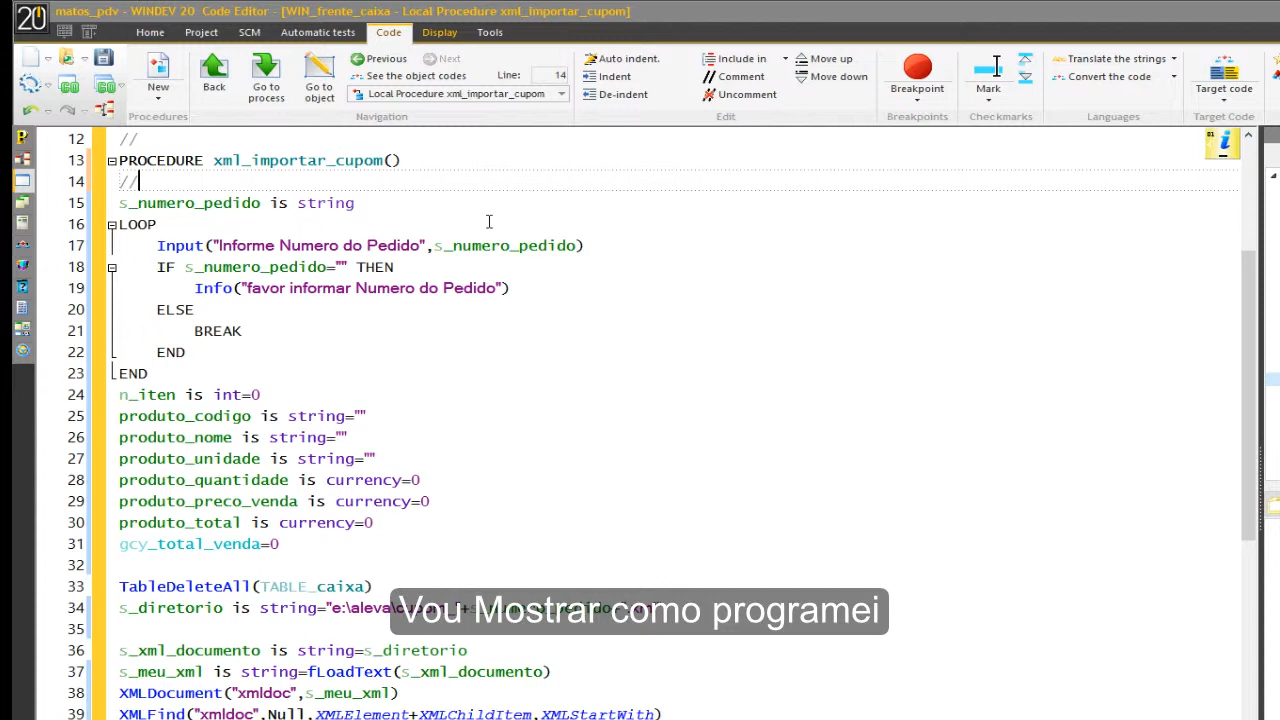 20 matos_pdv - WINDEV 20 Code Editor - [WIN_frente_caixa - Local Procedure xml_importar_cupom()]
Home Project SCM Automatic tests Code Display Tools
Previous Next
See the object codes Line: 14
Local Procedure xml_importar_cupom
New Back Go to process Go to object
Auto indent. Include in Move up
Indent Comment Move down
De-indent Uncomment
Breakpoint Mark
Translate the strings
Convert the code
Target code
Procedures Navigation Edit Breakpoints Checkmarks Languages Target Code
12 //
13 PROCEDURE xml_importar_cupom()
14 //
15 s_numero_pedido is string
16 LOOP
17 Input("Informe Numero do Pedido",s_numero_pedido)
18 IF s_numero_pedido="" THEN
19 Info("favor informar Numero do Pedido")
20 ELSE
21 BREAK
22 END
23 END
24 n_iten is int=0
25 produto_codigo is string=""
26 produto_nome is string=""
27 produto_unidade is string=""
28 produto_quantidade is currency=0
29 produto_preco_venda is currency=0
30 produto_total is currency=0
31 gcy_total_venda=0
32
33 TableDeleteAll(TABLE_caixa)
34 s_diretorio is string="e:\aleva\
Vou Mostrar como programei
35
36 s_xml_documento is string=s_diretorio
37 s_meu_xml is string=fLoadText(s_xml_documento)
38 XMLDocument("xmldoc",s_meu_xml)
39 XMLFind("xmldoc",Null,XMLElement+XMLChildItem,XMLStartWith)